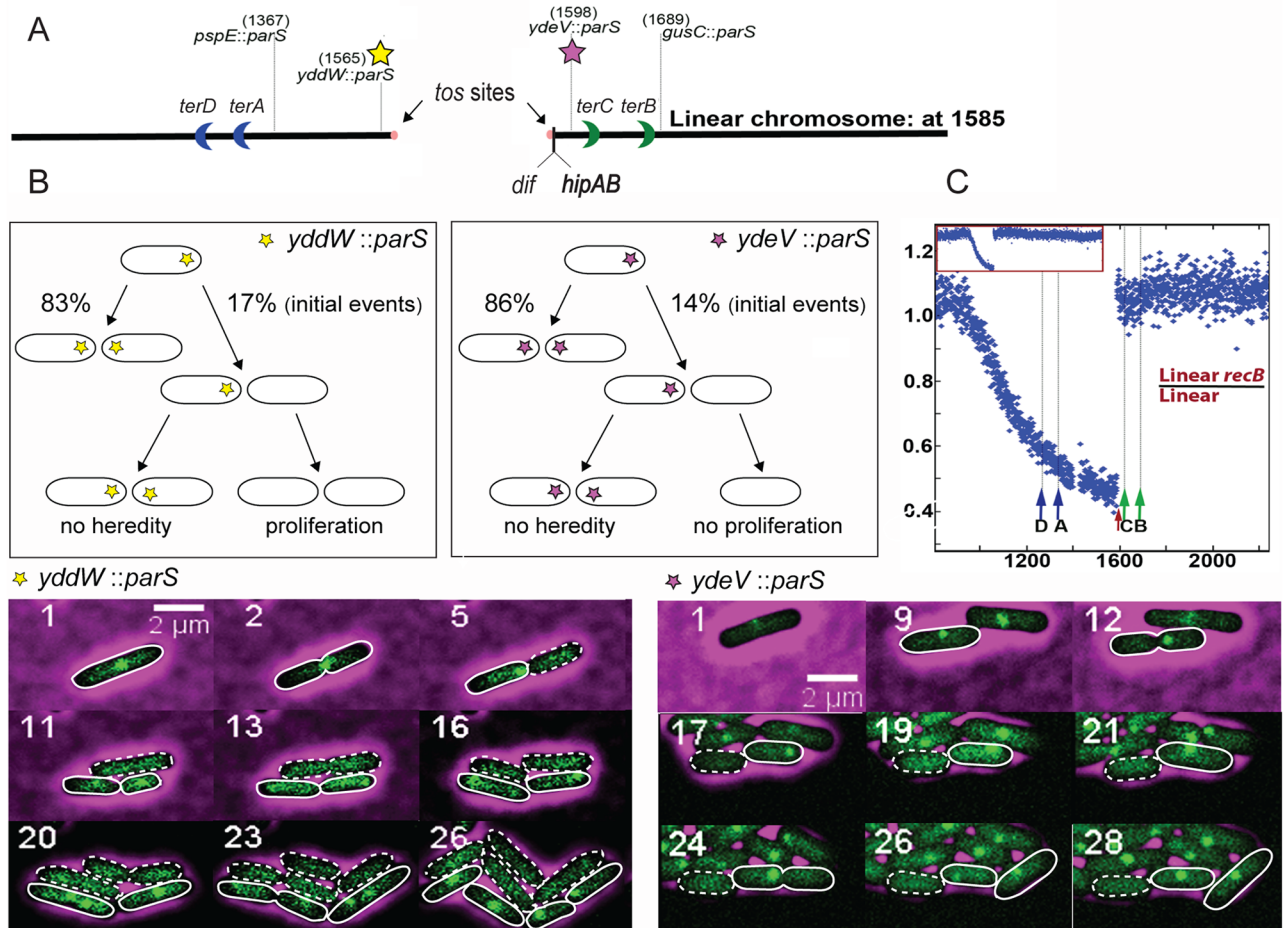 A
(1367)
pspE::parS
(1565)
yddW::parS
(1598)
ydeV::parS
(1689)
gusC::parS
terD terA
tos sites
terC terB
Linear chromosome: at 1585
dif hipAB
B
yddW ::parS
83%
17% (initial events)
no heredity
proliferation
ydeV ::parS
86%
14% (initial events)
no heredity
no proliferation
C
1.2
1.0
0.8
0.6
0.4
Linear recB
Linear
D A C B
1200 1600 2000
yddW ::parS
1 2 5
2 µm
11 13 16
20 23 26
ydeV ::parS
1 9 12
2 µm
17 19 21
24 26 28